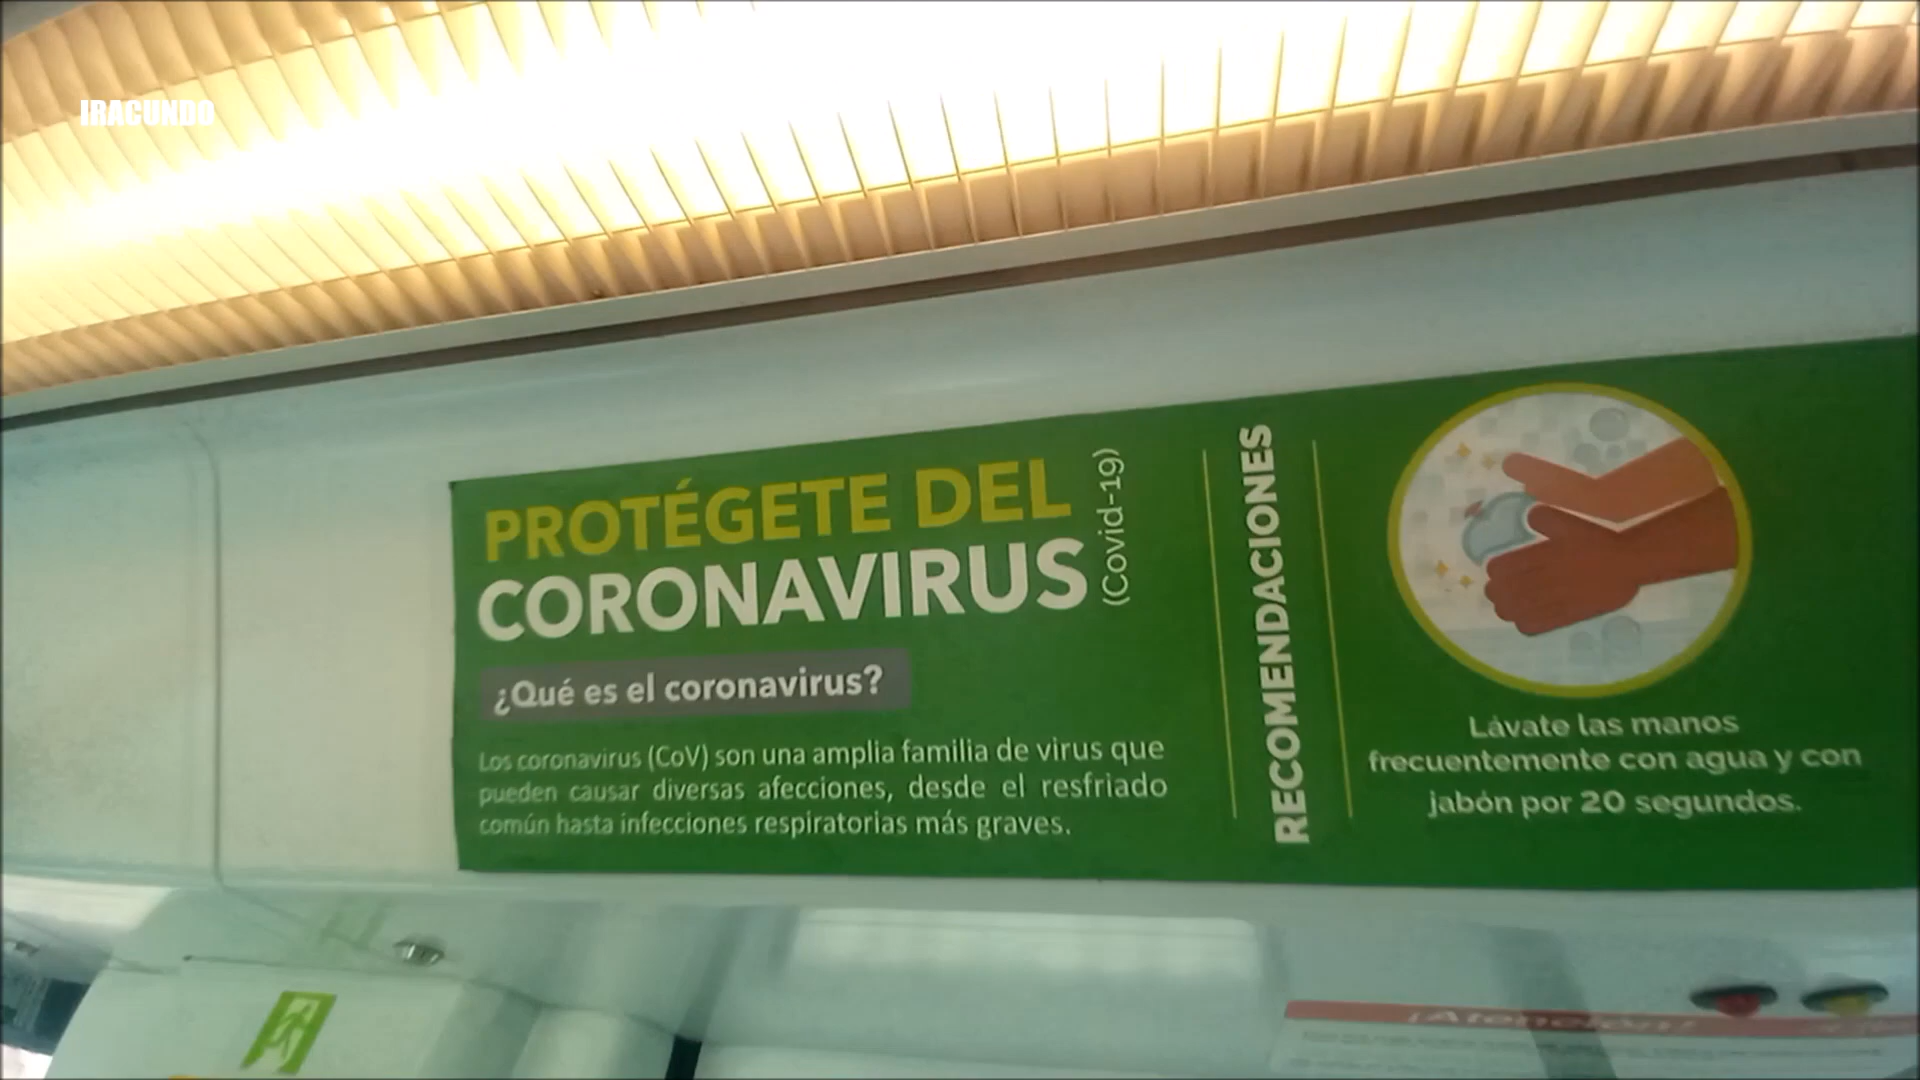 IRACUNDO
PROTÉGETE DEL
CORONAVIRUS
(Covid-19)
¿Qué es el coronavirus?
Los coronavirus (CoV) son una amplia familia de virus que
pueden causar diversas afecciones, desde el resfriado
común hasta infecciones respiratorias más graves.
RECOMENDACIONES
Lávate las manos
frecuentemente con agua y con
jabón por 20 segundos.
¡Atención!